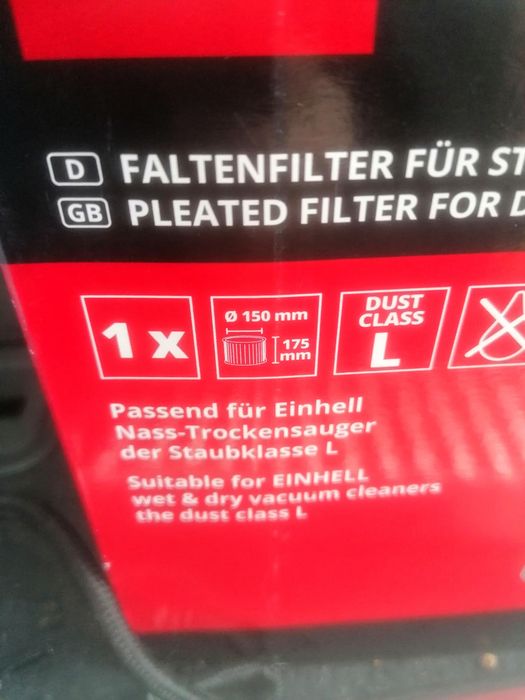 D FALTENFILTER FÜR ST
GB PLEATED FILTER FOR D
1 x
Ø 150 mm
175
mm
DUST
CLASS
L
Passend für Einhell
Nass-Trockensauger
der Staubklasse L
Suitable for EINHELL
wet & dry vacuum cleaners
the dust class L